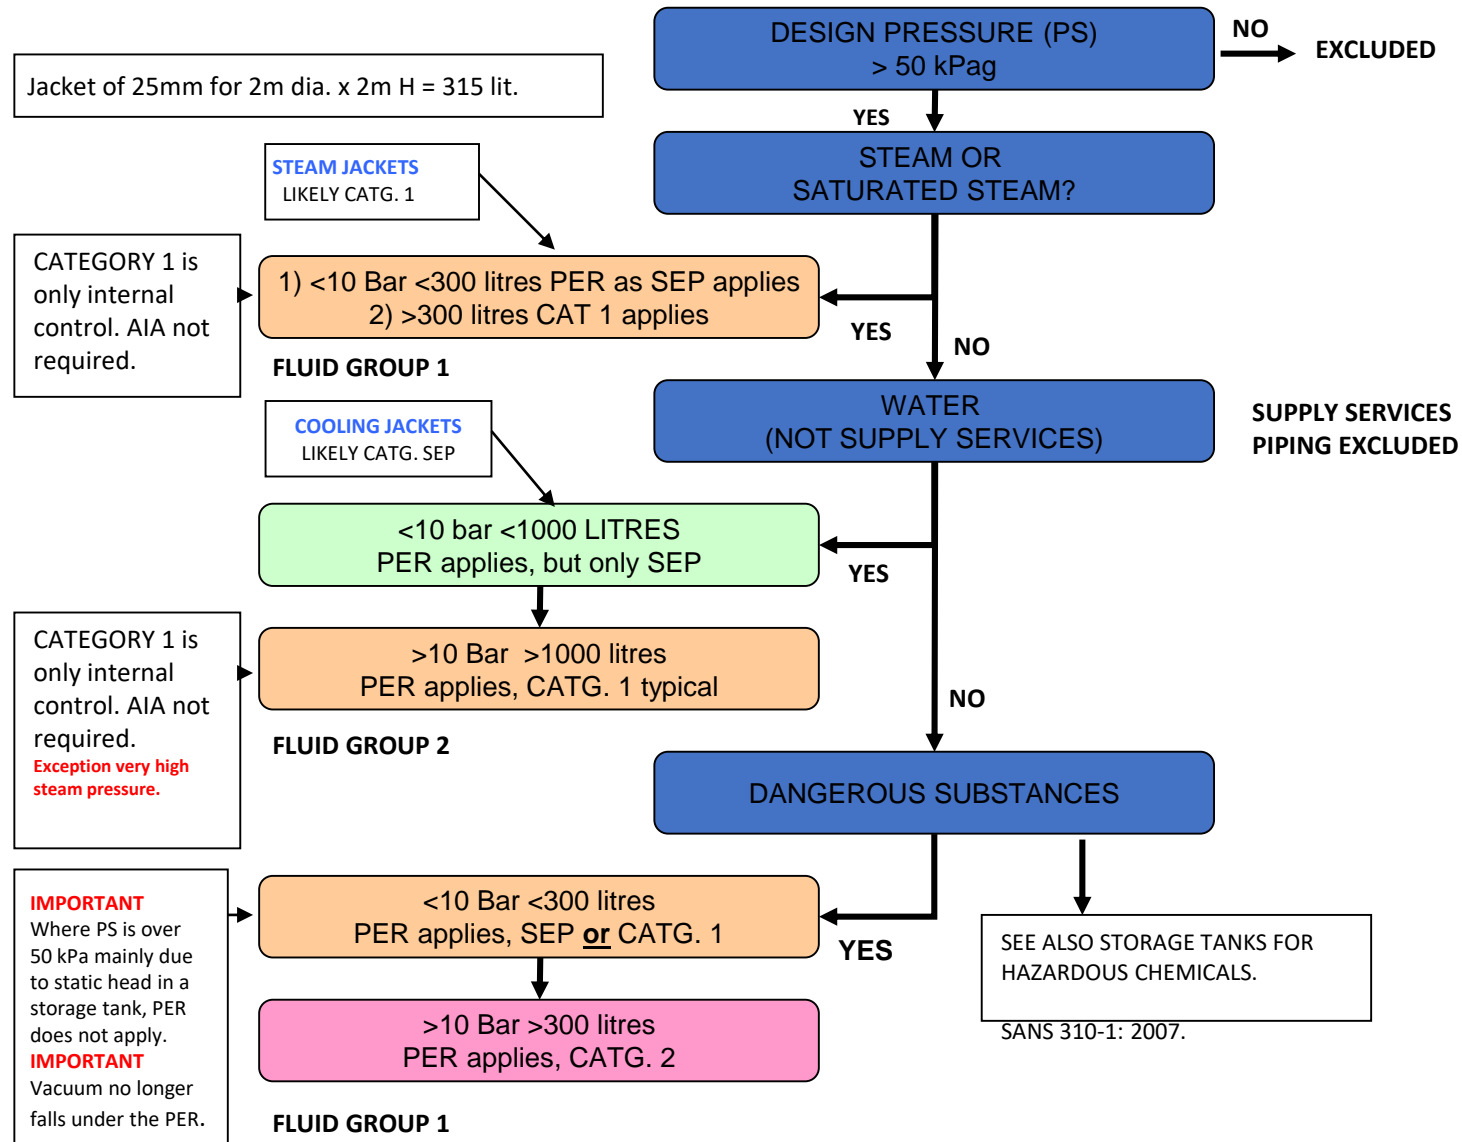 DESIGN PRESSURE (PS)
> 50 kPag
NO
EXCLUDED
Jacket of 25mm for 2m dia. x 2m H = 315 lit.
YES
STEAM OR
SATURATED STEAM?
STEAM JACKETS
LIKELY CATG. 1
CATEGORY 1 is
only internal
control. AIA not
required.
1) <10 Bar <300 litres PER as SEP applies
2) >300 litres CAT 1 applies
YES
NO
FLUID GROUP 1
WATER
(NOT SUPPLY SERVICES)
SUPPLY SERVICES
PIPING EXCLUDED
COOLING JACKETS
LIKELY CATG. SEP
<10 bar <1000 LITRES
PER applies, but only SEP
YES
CATEGORY 1 is
only internal
control. AIA not
required.
Exception very high
steam pressure.
>10 Bar  >1000 litres
PER applies, CATG. 1 typical
NO
FLUID GROUP 2
DANGEROUS SUBSTANCES
IMPORTANT
Where PS is over
50 kPa mainly due
to static head in a
storage tank, PER
does not apply.
IMPORTANT
Vacuum no longer
falls under the PER.
<10 Bar <300 litres
PER applies, SEP or CATG. 1
YES
SEE ALSO STORAGE TANKS FOR
HAZARDOUS CHEMICALS.
SANS 310-1: 2007.
>10 Bar >300 litres
PER applies, CATG. 2
FLUID GROUP 1